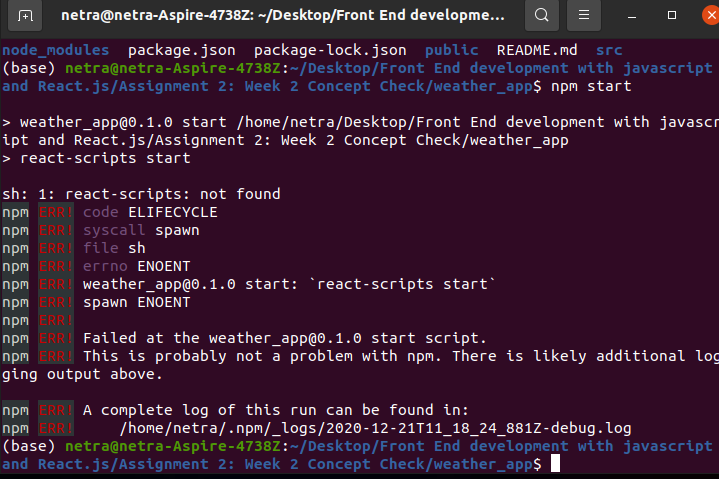 netra@netra-Aspire-4738Z: ~/Desktop/Front End developme...
node_modules  package.json  package-lock.json  public  README.md  src
(base) netra@netra-Aspire-4738Z:~/Desktop/Front End development with javascript
and React.js/Assignment 2: Week 2 Concept Check/weather_app$ npm start
> weather_app@0.1.0 start /home/netra/Desktop/Front End development with javascr
ipt and React.js/Assignment 2: Week 2 Concept Check/weather_app
> react-scripts start
sh: 1: react-scripts: not found
npm ERR! code ELIFECYCLE
npm ERR! syscall spawn
npm ERR! file sh
npm ERR! errno ENOENT
npm ERR! weather_app@0.1.0 start: `react-scripts start`
npm ERR! spawn ENOENT
npm ERR!
npm ERR! Failed at the weather_app@0.1.0 start script.
npm ERR! This is probably not a problem with npm. There is likely additional log
ging output above.
npm ERR! A complete log of this run can be found in:
npm ERR!     /home/netra/.npm/_logs/2020-12-21T11_18_24_881Z-debug.log
(base) netra@netra-Aspire-4738Z:~/Desktop/Front End development with javascript
and React.js/Assignment 2: Week 2 Concept Check/weather_app$